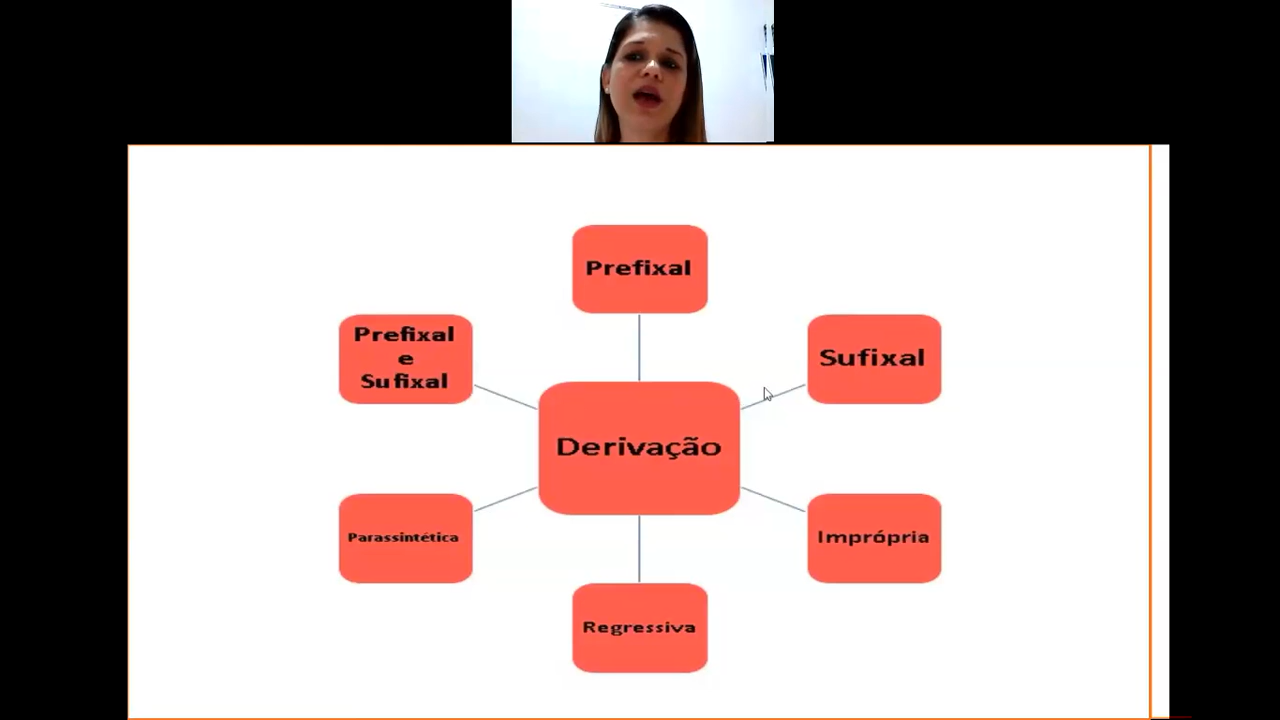 Prefixal
Prefixal
e
Sufixal
Sufixal
Derivação
Parassintética
Imprópria
Regressiva